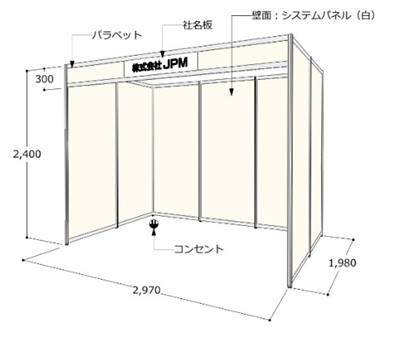 パラペット
社名板
壁面：システムパネル（白）
300
株式会社 JPM
2,400
コンセント
1,980
2,970